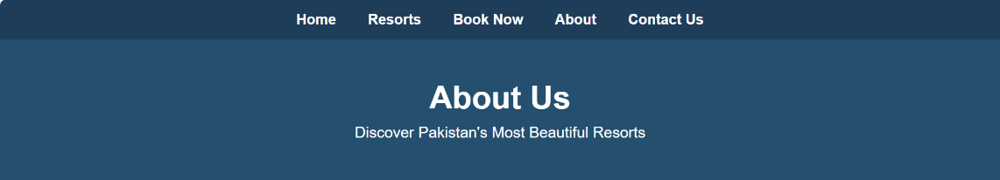 Home Resorts Book Now About Contact Us
About Us
Discover Pakistan's Most Beautiful Resorts